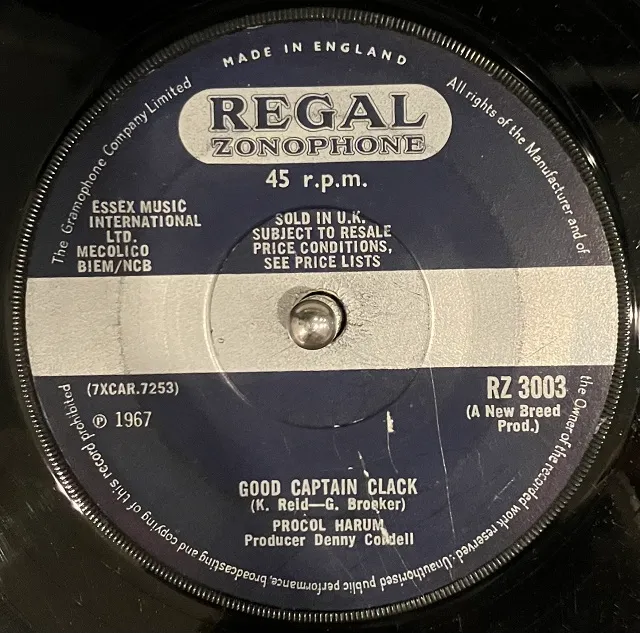 MADE IN ENGLAND
The Gramophone Company Limited
All rights of the Manufacturer and of
the Owner of the recorded work reserved · Unauthorised public performance, broadcasting and copying of this record prohibited
REGAL
ZONOPHONE
45 r.p.m.
ESSEX MUSIC
INTERNATIONAL
LTD.
MECOLICO
BIEM/NCB
SOLD IN U.K.
SUBJECT TO RESALE
PRICE CONDITIONS,
SEE PRICE LISTS
(7XCAR.7253)
℗ 1967
RZ 3003
(A New Breed
Prod.)
GOOD CAPTAIN CLACK
(K. Reid—G. Brooker)
PROCOL HARUM
Producer Denny Cordell